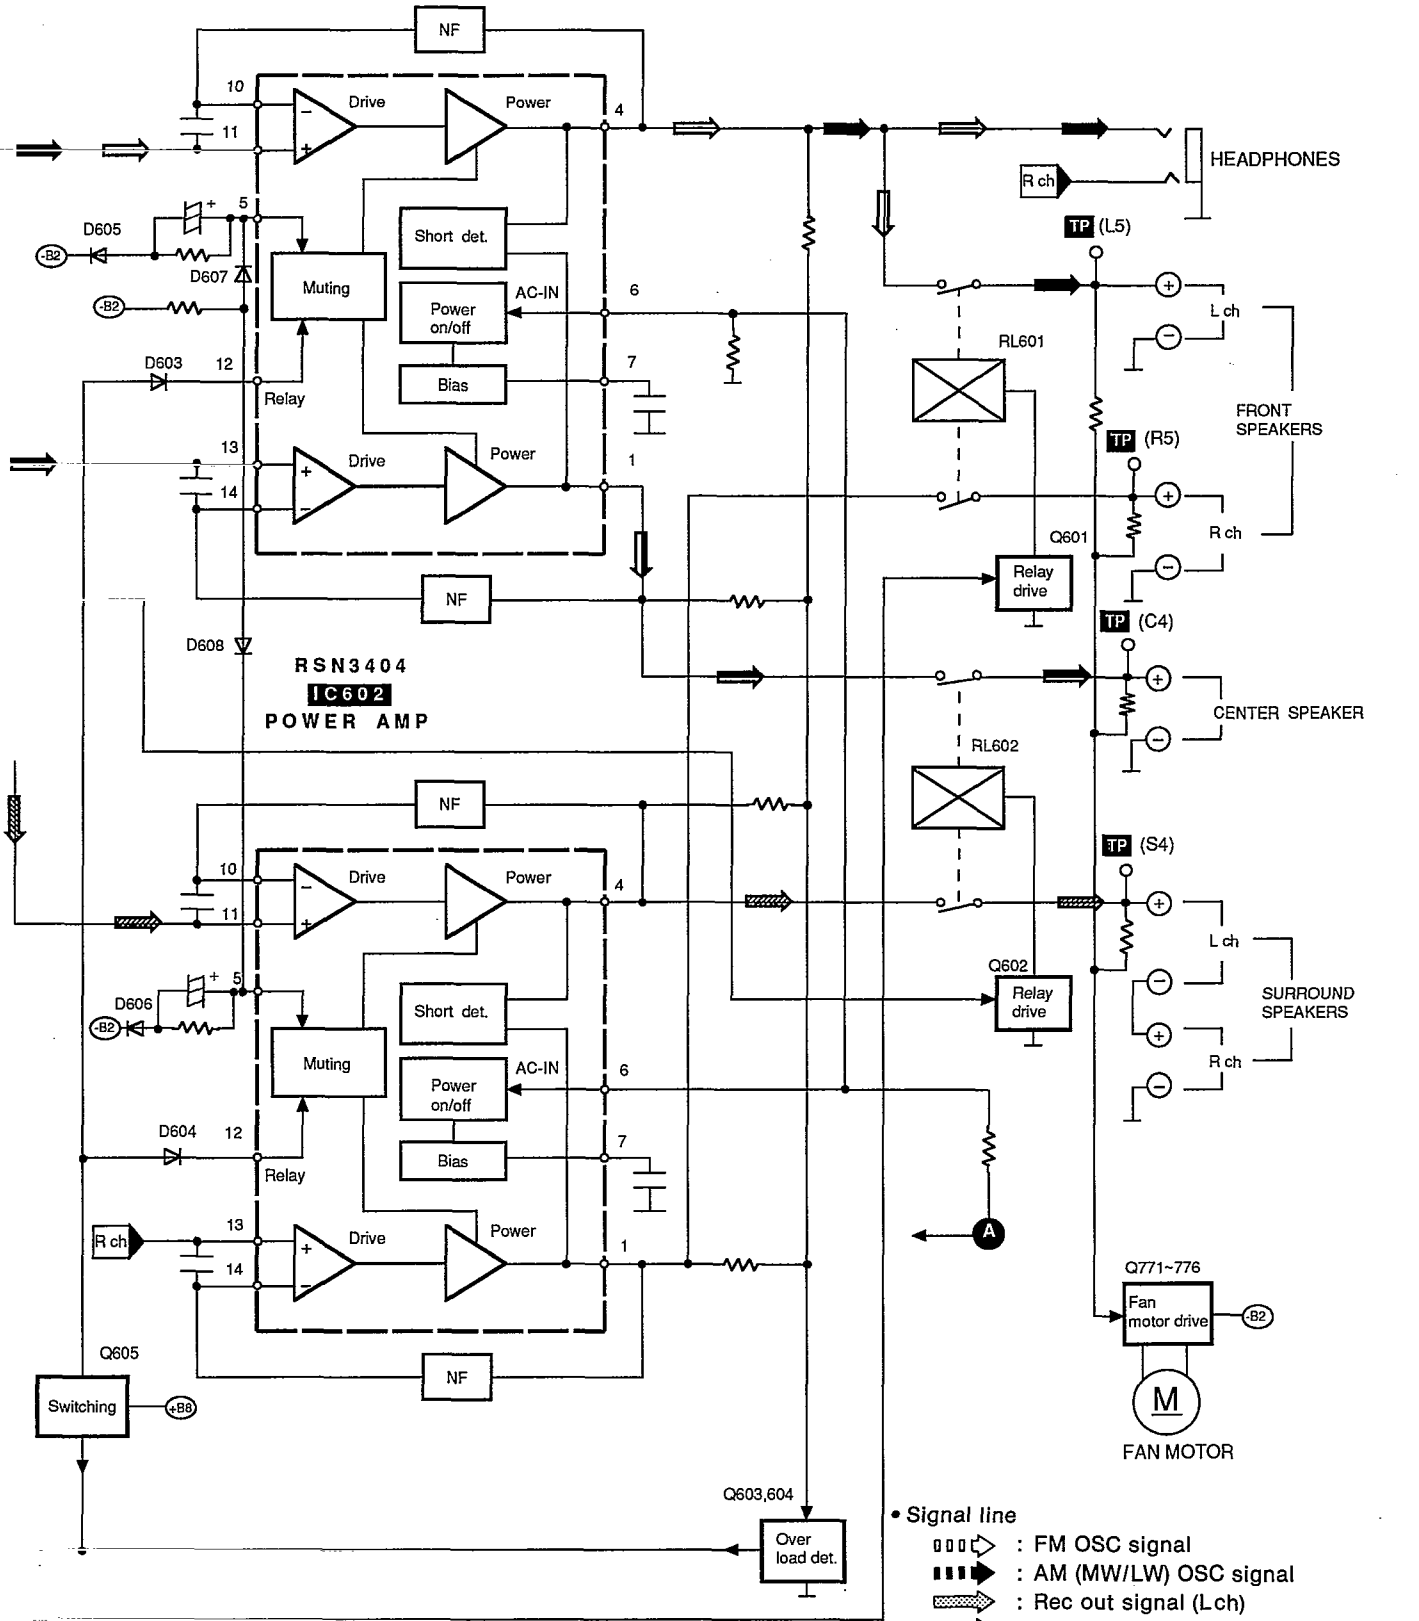 NF
10
Drive
Power
4
11
−
+
HEADPHONES
R ch
TP (L5)
D605
+
5
-B2
Short det.
D607
Muting
AC-IN
6
-B2
Power
on/off
+
L ch
−
RL601
D603
12
7
Bias
Relay
FRONT
SPEAKERS
13
Drive
Power
1
TP (R5)
14
+
−
+
R ch
−
Q601
Relay
drive
NF
TP (C4)
D608
RSN3404
IC602
POWER AMP
+
−
CENTER SPEAKER
RL602
NF
TP (S4)
10
Drive
Power
4
11
−
+
+
L ch
−
+
R ch
−
SURROUND
SPEAKERS
+
5
D606
-B2
Short det.
Q602
Relay
drive
Muting
AC-IN
6
Power
on/off
D604
12
7
Bias
Relay
R ch
13
Drive
Power
1
14
+
−
A
Q771~776
Fan
motor drive
-B2
M
FAN MOTOR
Q605
Switching
+B8
NF
Q603,604
Over
load det.
• Signal line
: FM OSC signal
: AM (MW/LW) OSC signal
: Rec out signal (Lch)